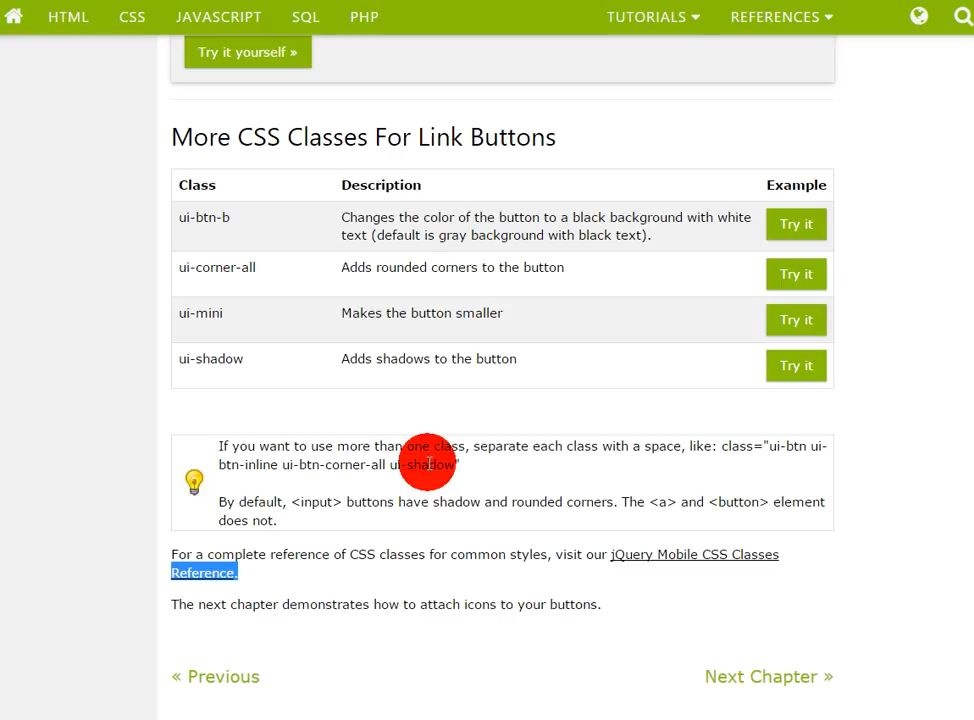 HTML CSS JAVASCRIPT SQL PHP TUTORIALS REFERENCES
Try it yourself »
More CSS Classes For Link Buttons
Class Description Example
ui-btn-b Changes the color of the button to a black background with white
text (default is gray background with black text). Try it
ui-corner-all Adds rounded corners to the button Try it
ui-mini Makes the button smaller Try it
ui-shadow Adds shadows to the button Try it
If you want to use more than one class, separate each class with a space, like: class="ui-btn ui-
btn-inline ui-btn-corner-all ui-shadow"
By default, <input> buttons have shadow and rounded corners. The <a> and <button> element
does not.
For a complete reference of CSS classes for common styles, visit our jQuery Mobile CSS Classes
Reference.
The next chapter demonstrates how to attach icons to your buttons.
« Previous Next Chapter »